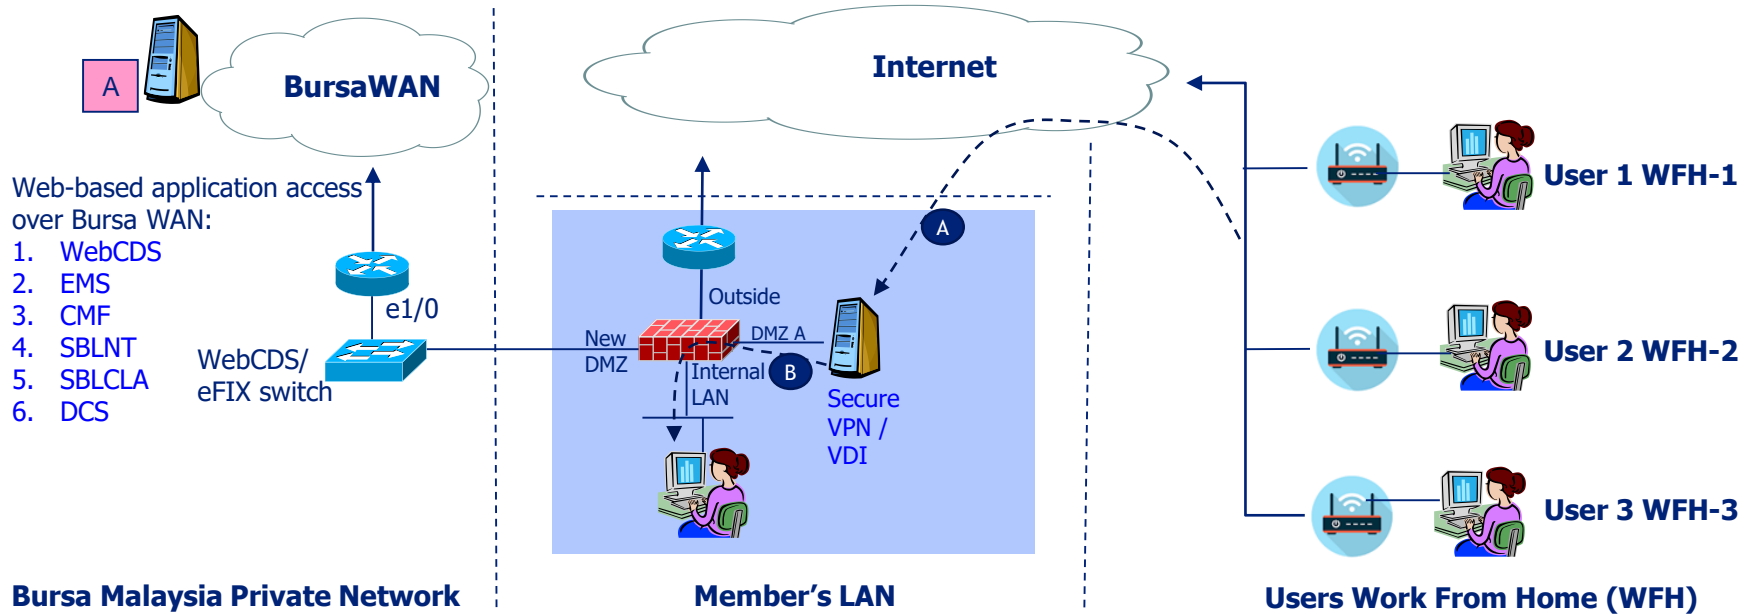 A
BursaWAN
Internet
Web-based application access
over Bursa WAN:
1. WebCDS
2. EMS
3. CMF
4. SBLNT
5. SBLCLA
6. DCS
e1/0
WebCDS/
eFIX switch
A
Outside
New
DMZ
DMZ A
B
Internal
LAN
Secure
VPN /
VDI
User 1 WFH-1
User 2 WFH-2
User 3 WFH-3
Bursa Malaysia Private Network
Member's LAN
Users Work From Home (WFH)